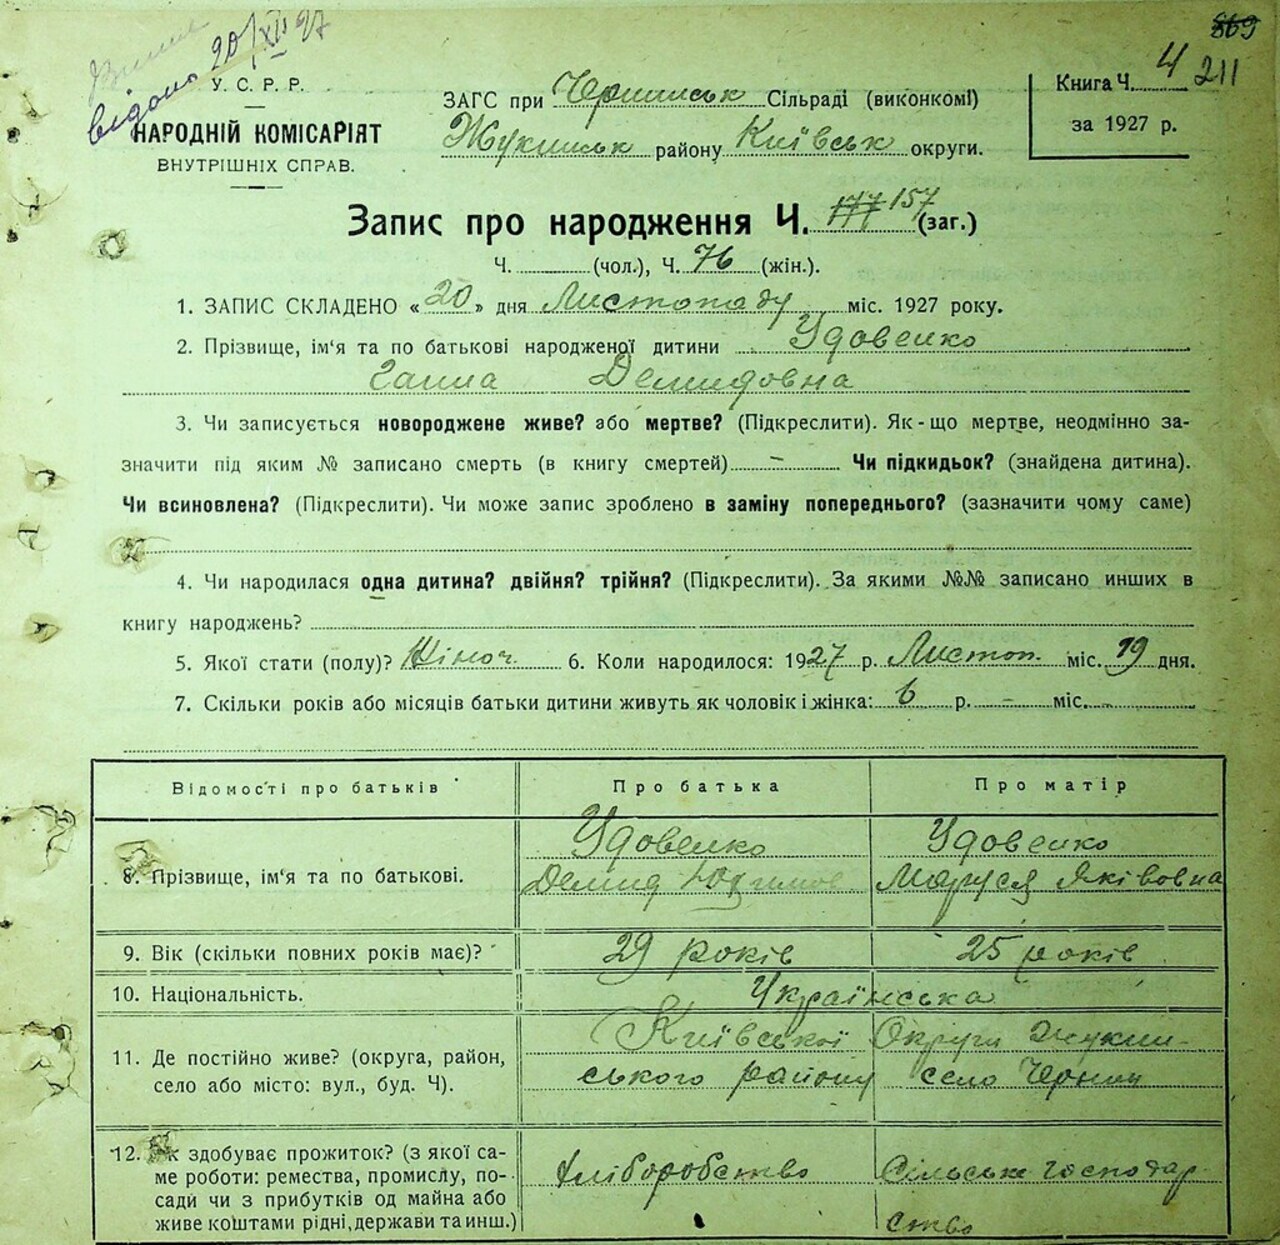 869
відано 20/XII 27
У. С. Р. Р.
НАРОДНІЙ КОМІСАРІЯТ
ВНУТРІШНІХ СПРАВ.
ЗАГС при Чернинськ Сільраді (виконкомі)
Жукинськ району Київськ округи.
Книга Ч. 4 211
за 1927 р.
Запис про народження Ч. 177 157 (заг.)
Ч. (чол.), Ч. 76 (жін.).
1. ЗАПИС СКЛАДЕНО «20» дня Листопаду міс. 1927 року.
2. Прізвище, ім'я та по батькові народженої дитини Удовенко
Ганна Демидовна
3. Чи записується новороджене живе? або мертве? (Підкреслити). Як-що мертве, неодмінно за-
значити під яким № записано смерть (в книгу смертей) – Чи підкидьок? (знайдена дитина).
Чи всиновлена? (Підкреслити). Чи може запис зроблено в заміну попереднього? (зазначити чому саме)
4. Чи народилася одна дитина? двійня? трійня? (Підкреслити). За якими №№ записано инших в
книгу народжень?
5. Якої стати (полу)? Жіноч. 6. Коли народилося: 1927 р. Листоп. міс. 19 дня.
7. Скільки років або місяців батьки дитини живуть як чоловік і жінка: 6 р. – міс.
Відомості про батьків Про батька Про матір
8. Прізвище, ім'я та по батькові.
Удовенко
Демид
Удовенко
Маруся Яківовна
9. Вік (скільки повних років має)? 29 років 25 років
10. Національність. Українська
11. Де постійно живе? (округа, район,
село або місто: вул., буд. Ч).
Київської Округи Жукин-
ського району село Чернин
12. Як здобуває прожиток? (з якої са-
ме роботи: ремества, промислу, по-
сади чи з прибутків од майна або
живе коштами рідні, держави та инш.)
хліборобство
Сільське господар
ство